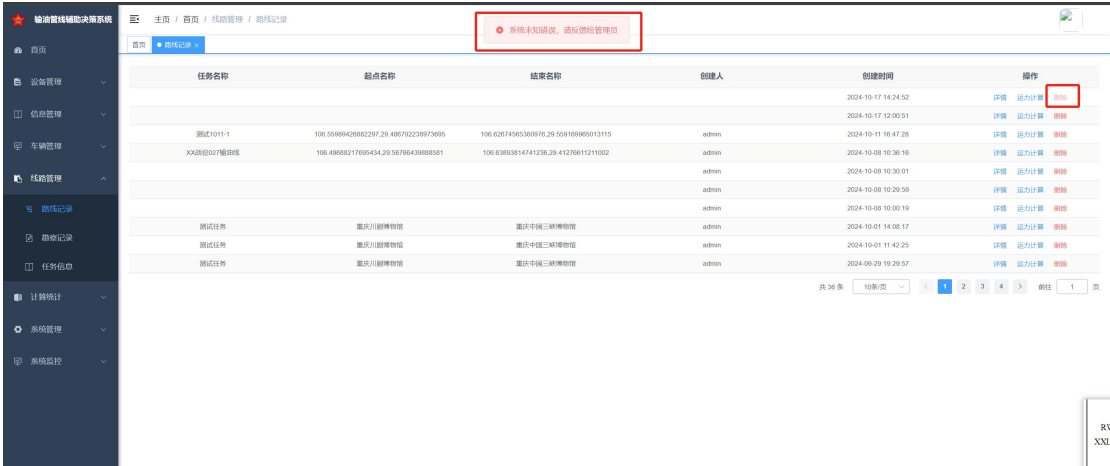 输油管线辅助决策系统
主页 / 首页 / 线路管理 / 路线记录
系统未知错误，请反馈给管理员
首页
设备管理
信息管理
车辆管理
线路管理
路线记录
勘察记录
任务信息
计算统计
系统管理
系统监控
首页 路线记录 ×
任务名称 起点名称 结束名称 创建人 创建时间 操作
2024-10-17 14:24:52 详情 运力计算 删除
2024-10-17 12:00:51 详情 运力计算 删除
测试1011-1 106.55989426882297,29.486792238973695 106.62674565380976,29.559169965013115 admin 2024-10-11 16:47:28 详情 运力计算 删除
XX战役027输油线 106.49668217695434,29.56766439888581 106.63893814741236,29.41276611211002 admin 2024-10-08 10:36:16 详情 运力计算 删除
admin 2024-10-08 10:30:01 详情 运力计算 删除
admin 2024-10-08 10:29:59 详情 运力计算 删除
admin 2024-10-08 10:00:19 详情 运力计算 删除
测试任务 重庆川剧博物馆 重庆中国三峡博物馆 admin 2024-10-01 14:08:17 详情 运力计算 删除
测试任务 重庆川剧博物馆 重庆中国三峡博物馆 admin 2024-10-01 11:42:25 详情 运力计算 删除
测试任务 重庆川剧博物馆 重庆中国三峡博物馆 admin 2024-09-29 19:29:57 详情 运力计算 删除
共 36 条 10条/页 < 1 2 3 4 > 前往 1 页